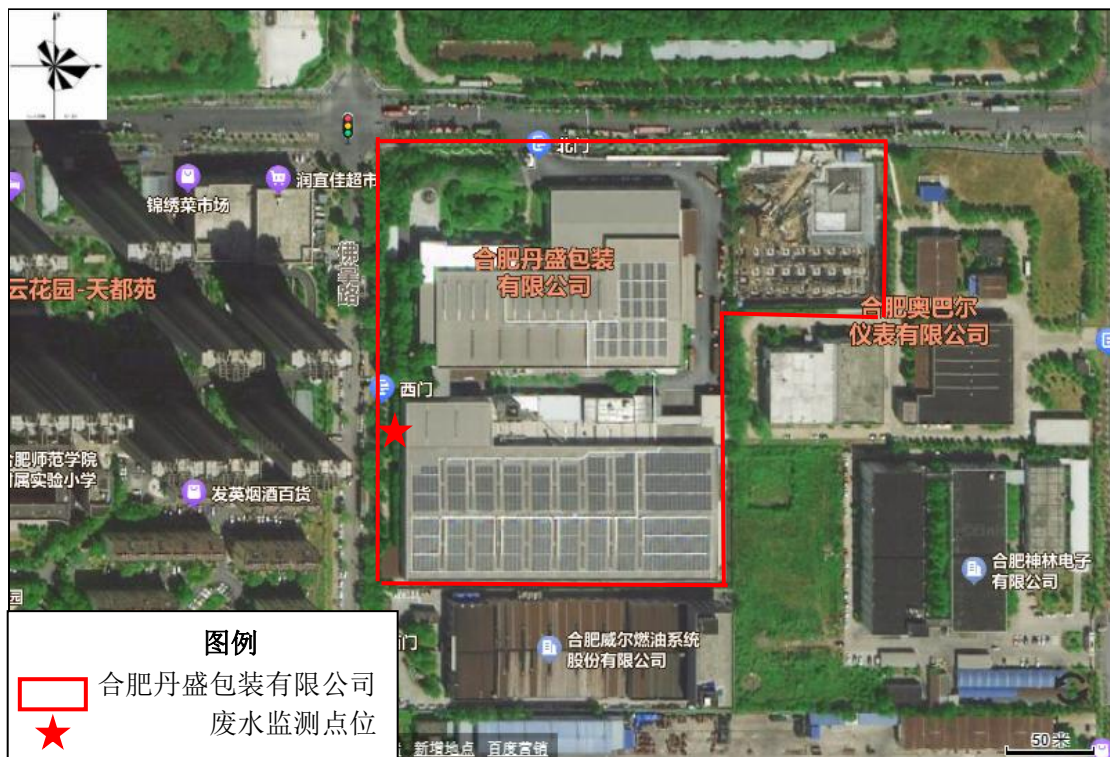 北门
润宜佳超市
锦绣菜市场
佛掌路
合肥丹盛包装
有限公司
云花园-天都苑
合肥奥巴尔
仪表有限公司
西门
合肥师范学院
附属实验小学
发英烟酒百货
合肥神林电子
有限公司
园
合肥威尔燃油系统
股份有限公司
门
图例
合肥丹盛包装有限公司
废水监测点位
新增地点 百度营销
50 米